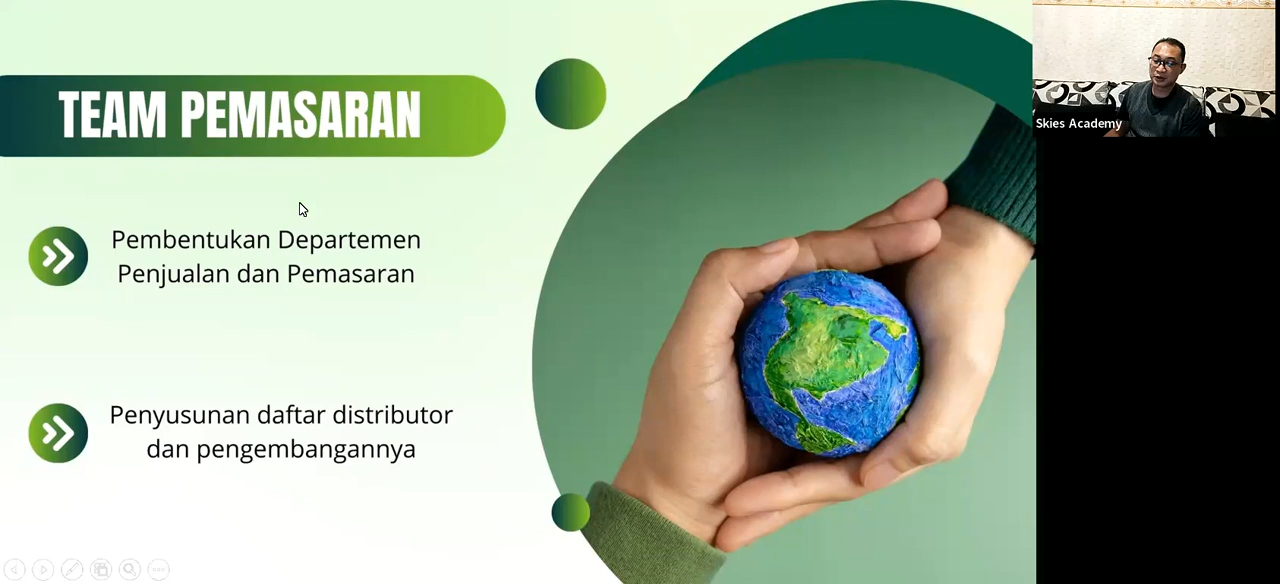 TEAM PEMASARAN
Pembentukan Departemen
Penjualan dan Pemasaran
Penyusunan daftar distributor
dan pengembangannya
Skies Academy